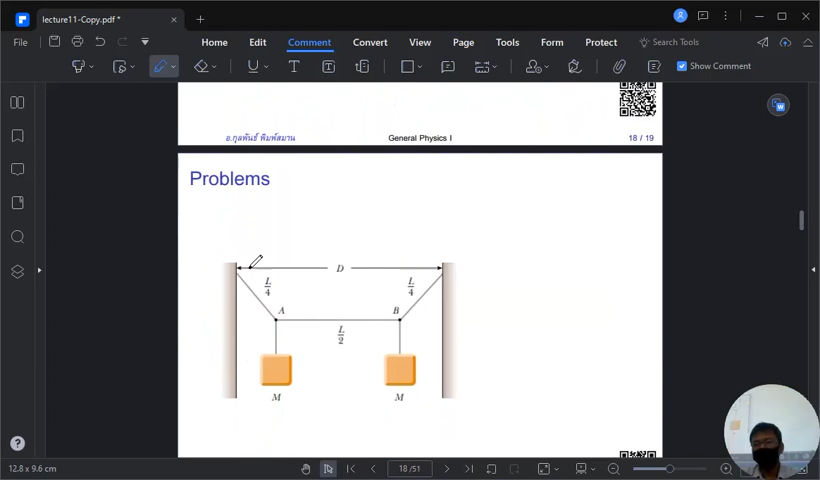 lecture11-Copy.pdf *
File
Home
Edit
Comment
Convert
View
Page
Tools
Form
Protect
Search Tools
Show Comment
อ.กุลพันธ์ พิมพ์สมาน
General Physics I
18 / 19
Problems
D
L
4
L
4
A
B
L
2
M
M
12.8 x 9.6 cm
18 /51